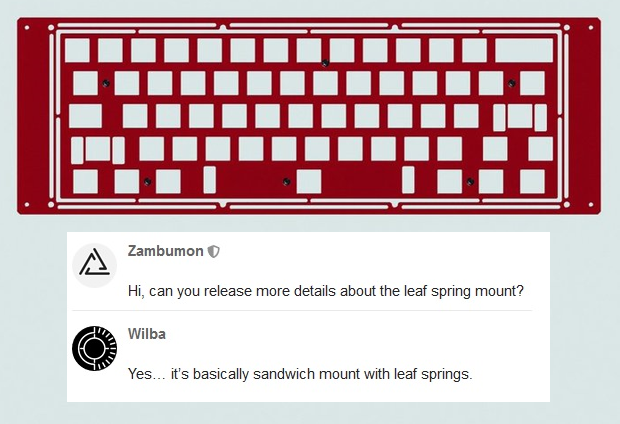 Zambumon
Hi, can you release more details about the leaf spring mount?
Wilba
Yes… it’s basically sandwich mount with leaf springs.